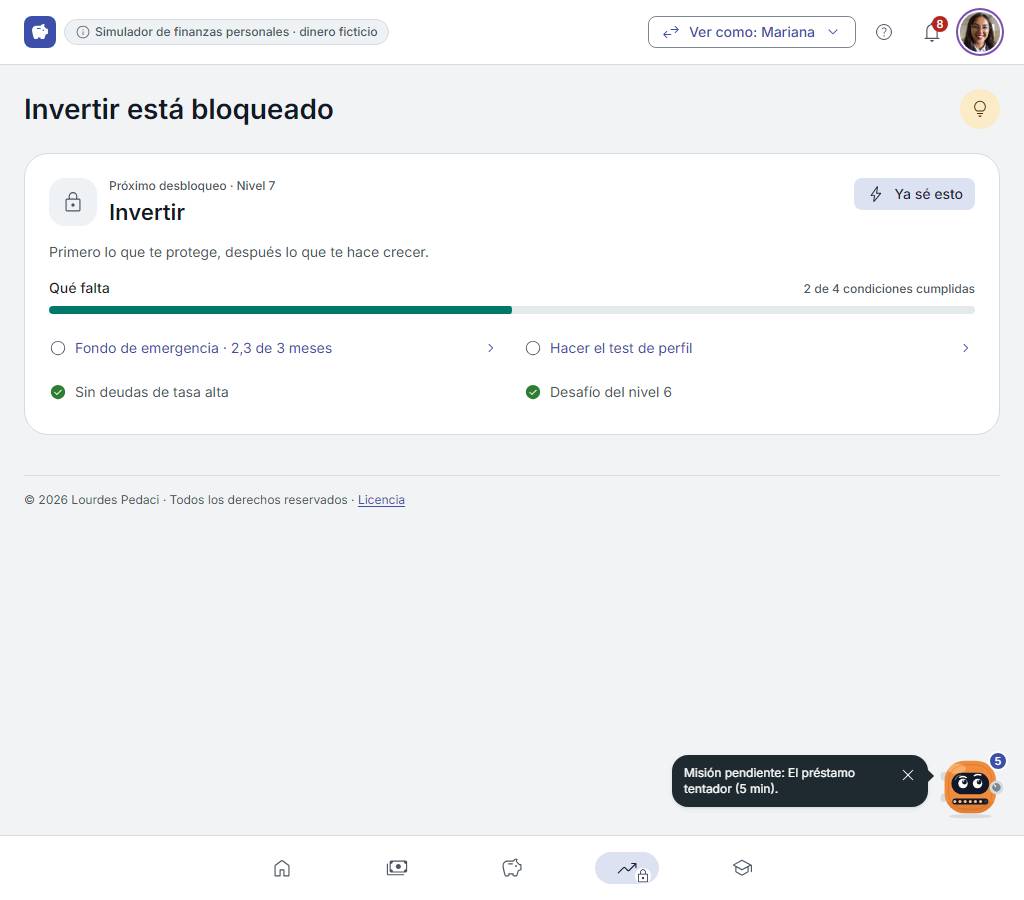 Simulador de finanzas personales · dinero ficticio
Ver como: Mariana
8
Invertir está bloqueado
Próximo desbloqueo · Nivel 7
Invertir
Ya sé esto
Primero lo que te protege, después lo que te hace crecer.
Qué falta
2 de 4 condiciones cumplidas
Fondo de emergencia · 2,3 de 3 meses
Hacer el test de perfil
Sin deudas de tasa alta
Desafío del nivel 6
© 2026 Lourdes Pedaci · Todos los derechos reservados · Licencia
Misión pendiente: El préstamo
tentador (5 min).
5